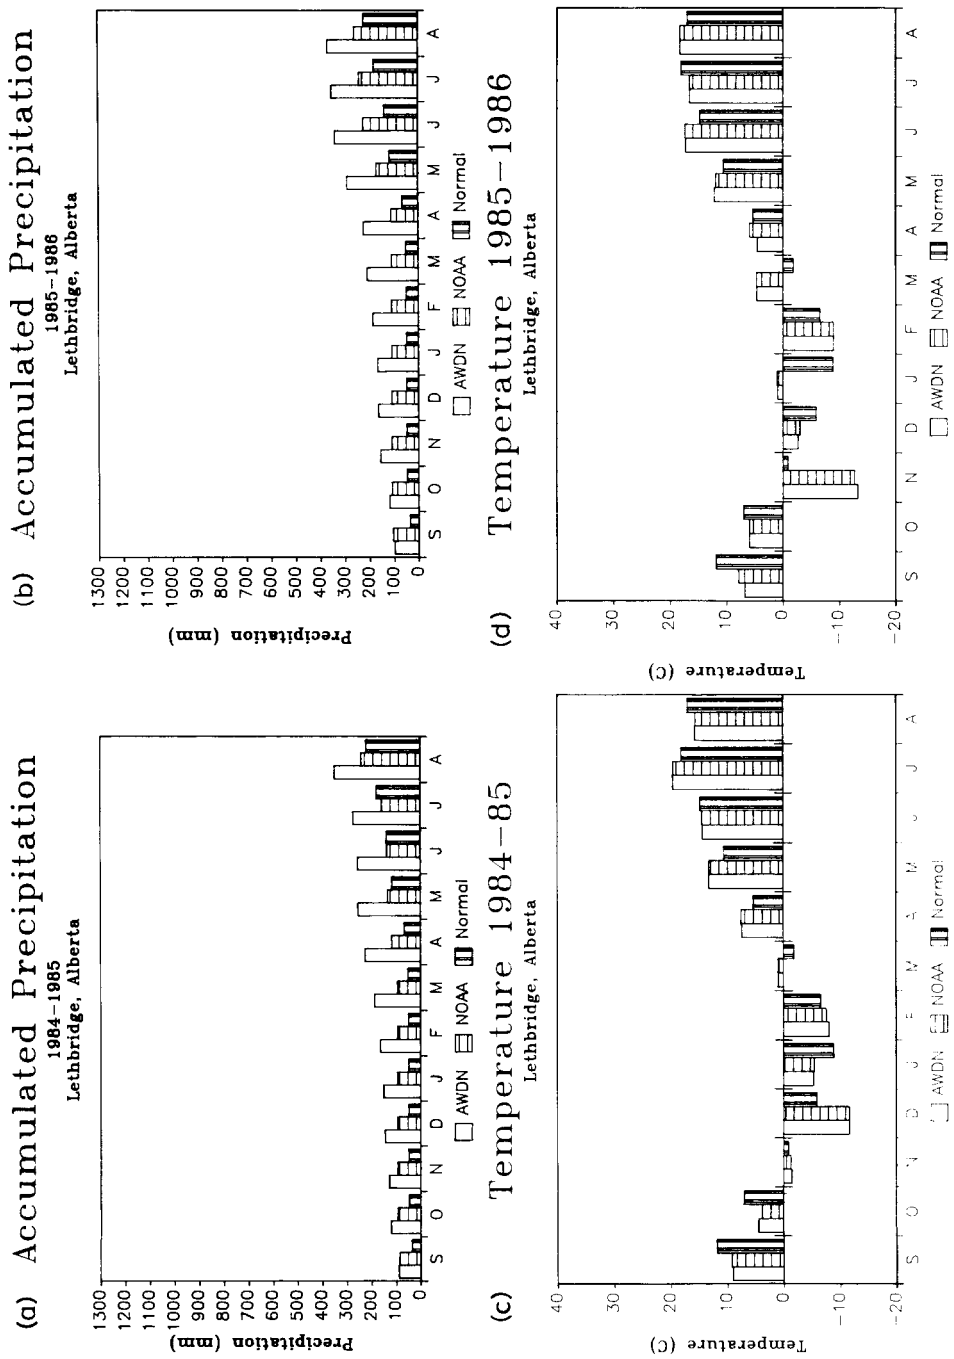 (a) Accumulated Precipitation
1984-1985
Lethbridge, Alberta
Precipitation (mm)
1300
1200
1100
1000
900
800
700
600
500
400
300
200
100
0
S O N D J F M A M J J A
AWDN NOAA Normal
(b) Accumulated Precipitation
1985-1986
Lethbridge, Alberta
Precipitation (mm)
1300
1200
1100
1000
900
800
700
600
500
400
300
200
100
0
S O N D J F M A M J J A
AWDN NOAA Normal
(c) Temperature 1984-85
Lethbridge, Alberta
Temperature (C)
40
30
20
10
0
-10
-20
S O N D J F M A M J J A
AWDN NOAA Normal
(d) Temperature 1985-1986
Lethbridge, Alberta
Temperature (C)
40
30
20
10
0
-10
-20
S O N D J F M A M J J A
AWDN NOAA Normal